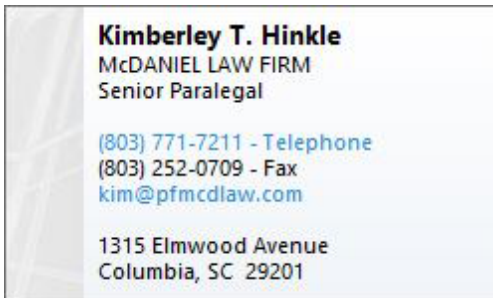 Kimberley T. Hinkle
McDANIEL LAW FIRM
Senior Paralegal
(803) 771-7211 - Telephone
(803) 252-0709 - Fax
kim@pfmcdlaw.com
1315 Elmwood Avenue
Columbia, SC  29201